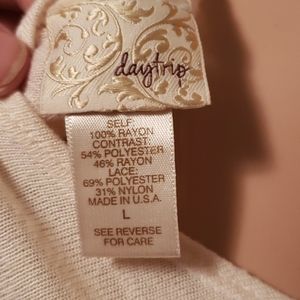 daytrip
SELF:
100% RAYON
CONTRAST:
54% POLYESTER
46% RAYON
LACE:
69% POLYESTER
31% NYLON
MADE IN U.S.A.
L
SEE REVERSE
FOR CARE